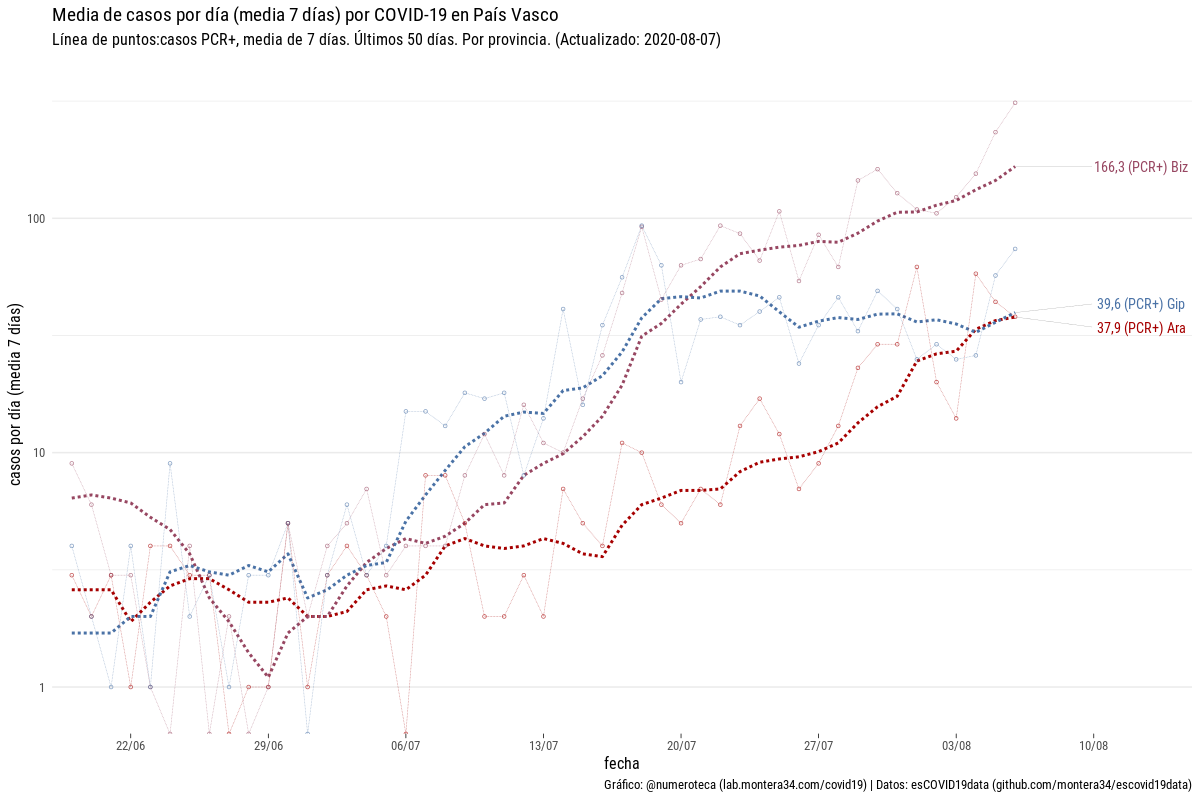 Media de casos por día (media 7 días) por COVID-19 en País Vasco
Línea de puntos:casos PCR+, media de 7 días. Últimos 50 días. Por provincia. (Actualizado: 2020-08-07)
casos por día (media 7 días)
100
10
1
166,3 (PCR+) Biz
39,6 (PCR+) Gip
37,9 (PCR+) Ara
22/06
29/06
06/07
13/07
20/07
27/07
03/08
10/08
fecha
Gráfico: @numeroteca (lab.montera34.com/covid19) | Datos: esCOVID19data (github.com/montera34/escovid19data)